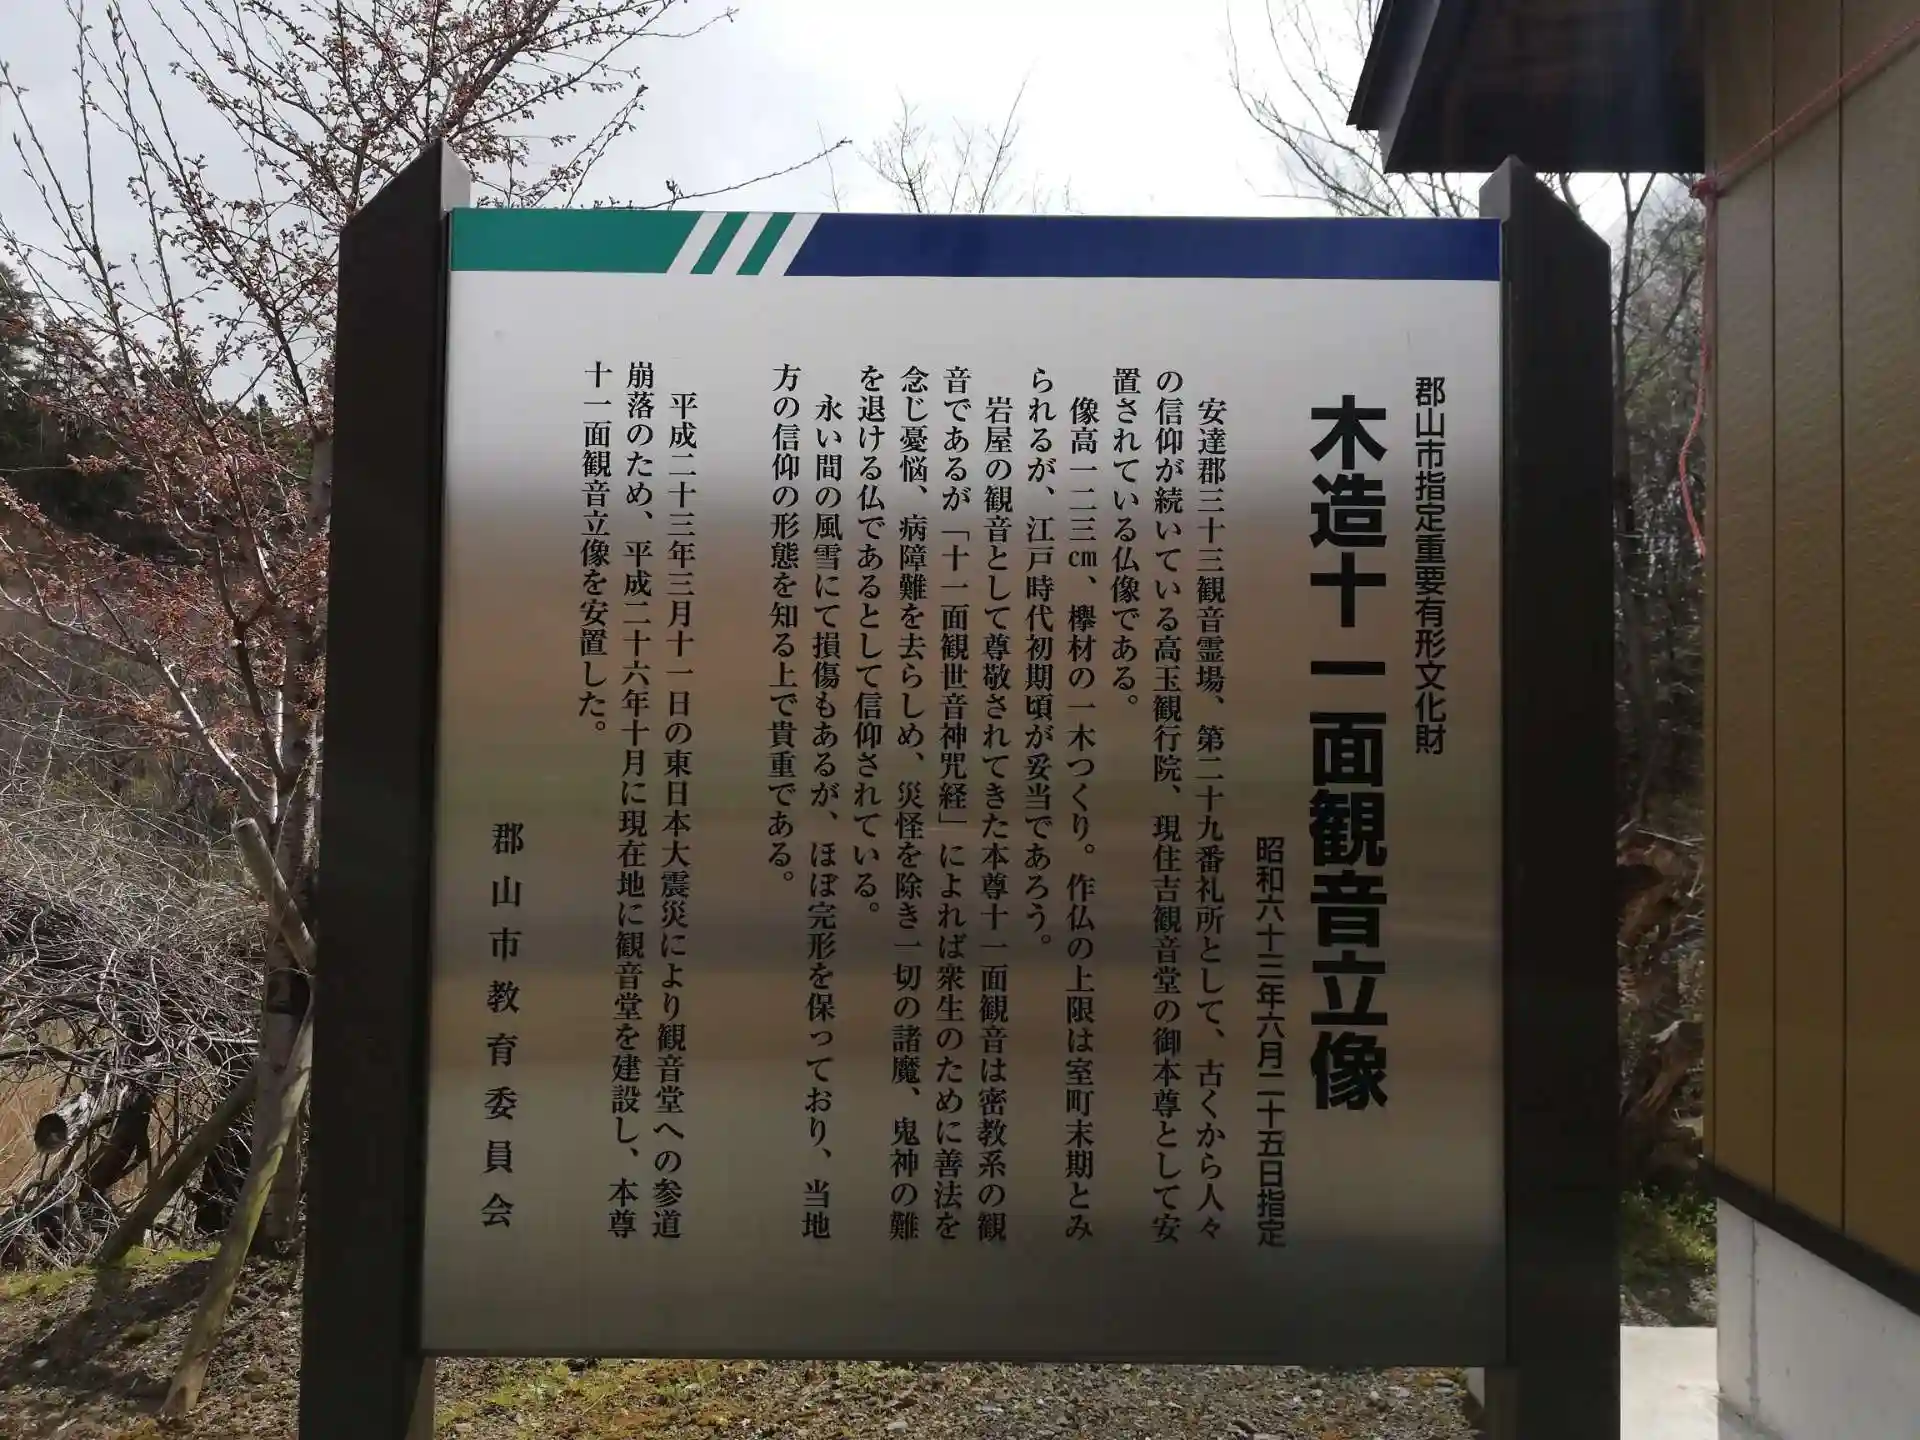 郡山市指定重要有形文化財
木造十一面観音立像
昭和六十三年六月二十五日指定
安達郡三十三観音霊場、第二十九番礼所として、古くから人々
の信仰が続いている高玉観行院、現住吉観音堂の御本尊として安
置されている仏像である。
像高一二三㎝、欅材の一木つくり。作仏の上限は室町末期とみ
られるが、江戸時代初期頃が妥当であろう。
岩屋の観音として尊敬されてきた本尊十一面観音は密教系の観
音であるが「十一面観世音神咒経」によれば衆生のために善法を
念じ憂悩、病障難を去らしめ、災怪を除き一切の諸魔、鬼神の難
を退ける仏であるとして信仰されている。
永い間の風雪にて損傷もあるが、ほぼ完形を保っており、当地
方の信仰の形態を知る上で貴重である。
平成二十三年三月十一日の東日本大震災により観音堂への参道
崩落のため、平成二十六年十月に現在地に観音堂を建設し、本尊
十一面観音立像を安置した。
郡山市教育委員会